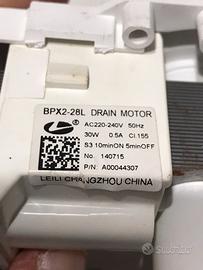 BPX2-28L DRAIN MOTOR
AC220-240V 50Hz
30W 0.5A Cl.155
S3 10minON 5minOFF
No. 140715
P/N. A00044307
LEILI CHANGZHOU CHINA
subito